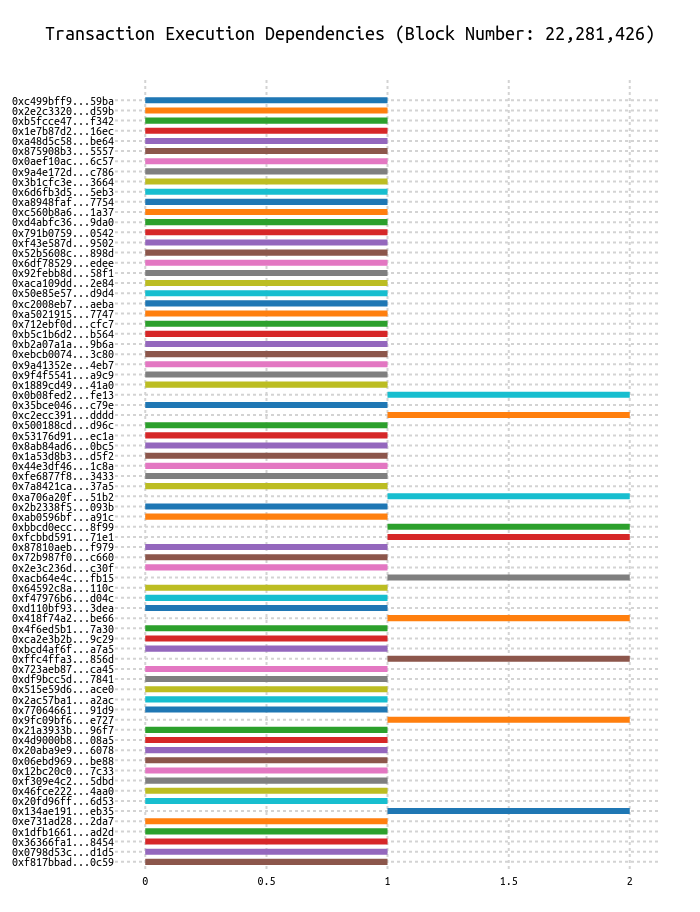 Transaction Execution Dependencies (Block Number: 22,281,426)
0xc499bff9...59ba
0x2e2c3320...d59b
0xb5fcce47...f342
0x1e7b87d2...16ec
0xa48d5c58...be64
0x875908b3...5557
0x0aef10ac...6c57
0x9a4e172d...c786
0x3b1cfc3e...3664
0x6d6fb3d5...5eb3
0xa8948faf...7754
0xc560b8a6...1a37
0xd4abfc36...9da0
0x791b0759...0542
0xf43e587d...9502
0x52b5608c...898d
0x6df78529...edee
0x92febb8d...58f1
0xaca109dd...2e84
0x50e85e57...d9d4
0xc2008eb7...aeba
0xa5021915...7747
0x712ebf0d...cfc7
0xb5c1b6d2...b564
0xb2a07a1a...9b6a
0xebcb0074...3c80
0x9a41352e...4eb7
0x9f4f5541...a9c9
0x1889cd49...41a0
0x0b08fed2...fe13
0x35bce046...c79e
0xc2ecc391...dddd
0x500188cd...d96c
0x53176d91...ec1a
0x8ab84ad6...0bc5
0x1a53d8b3...d5f2
0x44e3df46...1c8a
0xfe6877f8...3433
0x7a8421ca...37a5
0xa706a20f...51b2
0x2b2338f5...093b
0xab0596bf...a91c
0xbbcd0ecc...8f99
0xfcbbd591...71e1
0x87810aeb...f979
0x72b987f0...c660
0x2e3c236d...c30f
0xacb64e4c...fb15
0x64592c8a...110c
0xf47976b6...d04c
0xd110bf93...3dea
0x418f74a2...be66
0x4f6ed5b1...7a30
0xca2e3b2b...9c29
0xbcd4af6f...a7a5
0xffc4ffa3...856d
0x723aeb87...ca45
0xdf9bcc5d...7841
0x515e59d6...ace0
0x2ac57ba1...a2ac
0x77064661...91d9
0x9fc09bf6...e727
0x21a3933b...96f7
0x4d9000b8...08a5
0x20aba9e9...6078
0x06ebd969...be88
0x12bc20c0...7c33
0xf309e4c2...5dbd
0x46fce222...4aa0
0x20fd96ff...6d53
0x134ae191...eb35
0xe731ad28...2da7
0x1dfb1661...ad2d
0x36366fa1...8454
0x0798d53c...d1d5
0xf817bbad...0c59
0 0.5 1 1.5 2